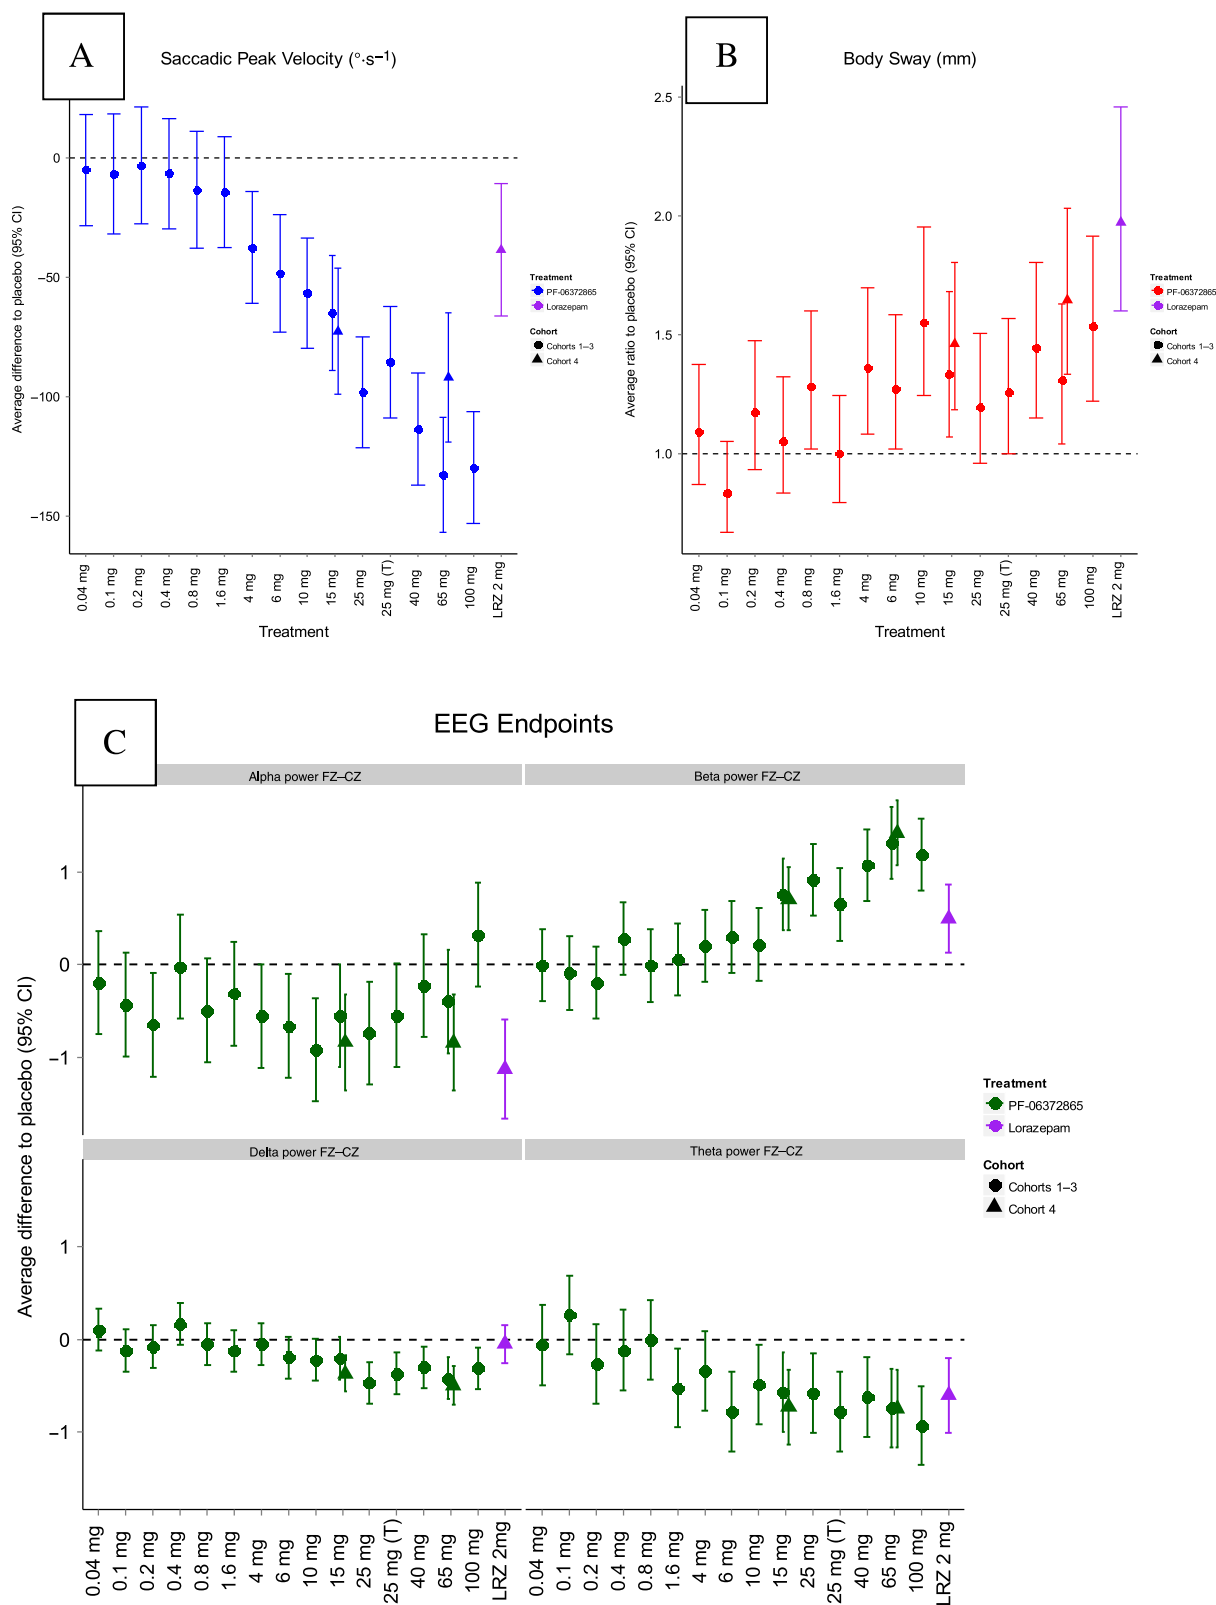 A
Saccadic Peak Velocity (°·s−1)
Average difference to placebo (95% CI)
0
−50
−100
−150
0.04 mg
0.1 mg
0.2 mg
0.4 mg
0.8 mg
1.6 mg
4 mg
6 mg
10 mg
15 mg
25 mg
25 mg (T)
40 mg
65 mg
100 mg
LRZ 2 mg
Treatment
Treatment
PF-06372865
Lorazepam
Cohort
Cohorts 1–3
Cohort 4
B
Body Sway (mm)
Average ratio to placebo (95% CI)
2.5
2.0
1.5
1.0
0.04 mg
0.1 mg
0.2 mg
0.4 mg
0.8 mg
1.6 mg
4 mg
6 mg
10 mg
15 mg
25 mg
25 mg (T)
40 mg
65 mg
100 mg
LRZ 2 mg
Treatment
Treatment
PF-06372865
Lorazepam
Cohort
Cohorts 1–3
Cohort 4
C
EEG Endpoints
Average difference to placebo (95% CI)
Alpha power FZ–CZ
Beta power FZ–CZ
1
0
−1
Delta power FZ–CZ
Theta power FZ–CZ
1
0
−1
0.04 mg
0.1 mg
0.2 mg
0.4 mg
0.8 mg
1.6 mg
4 mg
6 mg
10 mg
15 mg
25 mg
25 mg (T)
40 mg
65 mg
100 mg
LRZ 2mg
0.04 mg
0.1 mg
0.2 mg
0.4 mg
0.8 mg
1.6 mg
4 mg
6 mg
10 mg
15 mg
25 mg
25 mg (T)
40 mg
65 mg
100 mg
LRZ 2 mg
Treatment
PF-06372865
Lorazepam
Cohort
Cohorts 1–3
Cohort 4